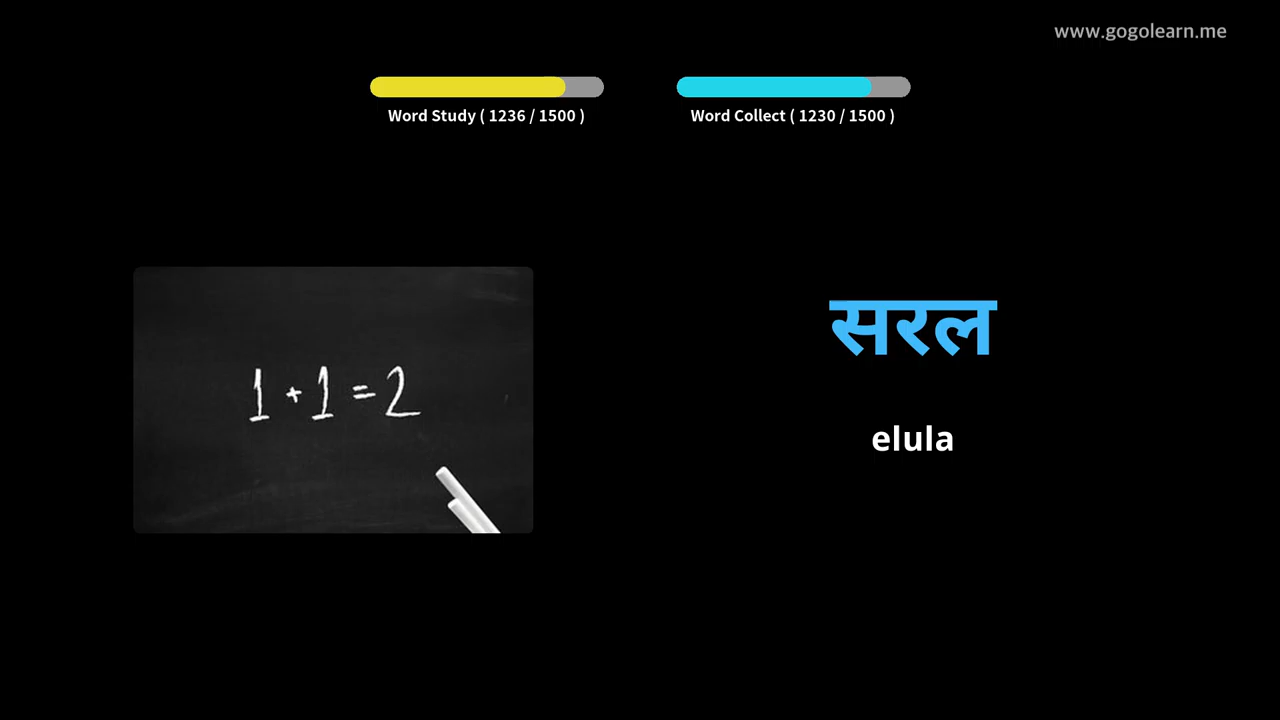 www.gogolearn.me
Word Study ( 1236 / 1500 )
Word Collect ( 1230 / 1500 )
1 + 1 = 2
सरल
elula